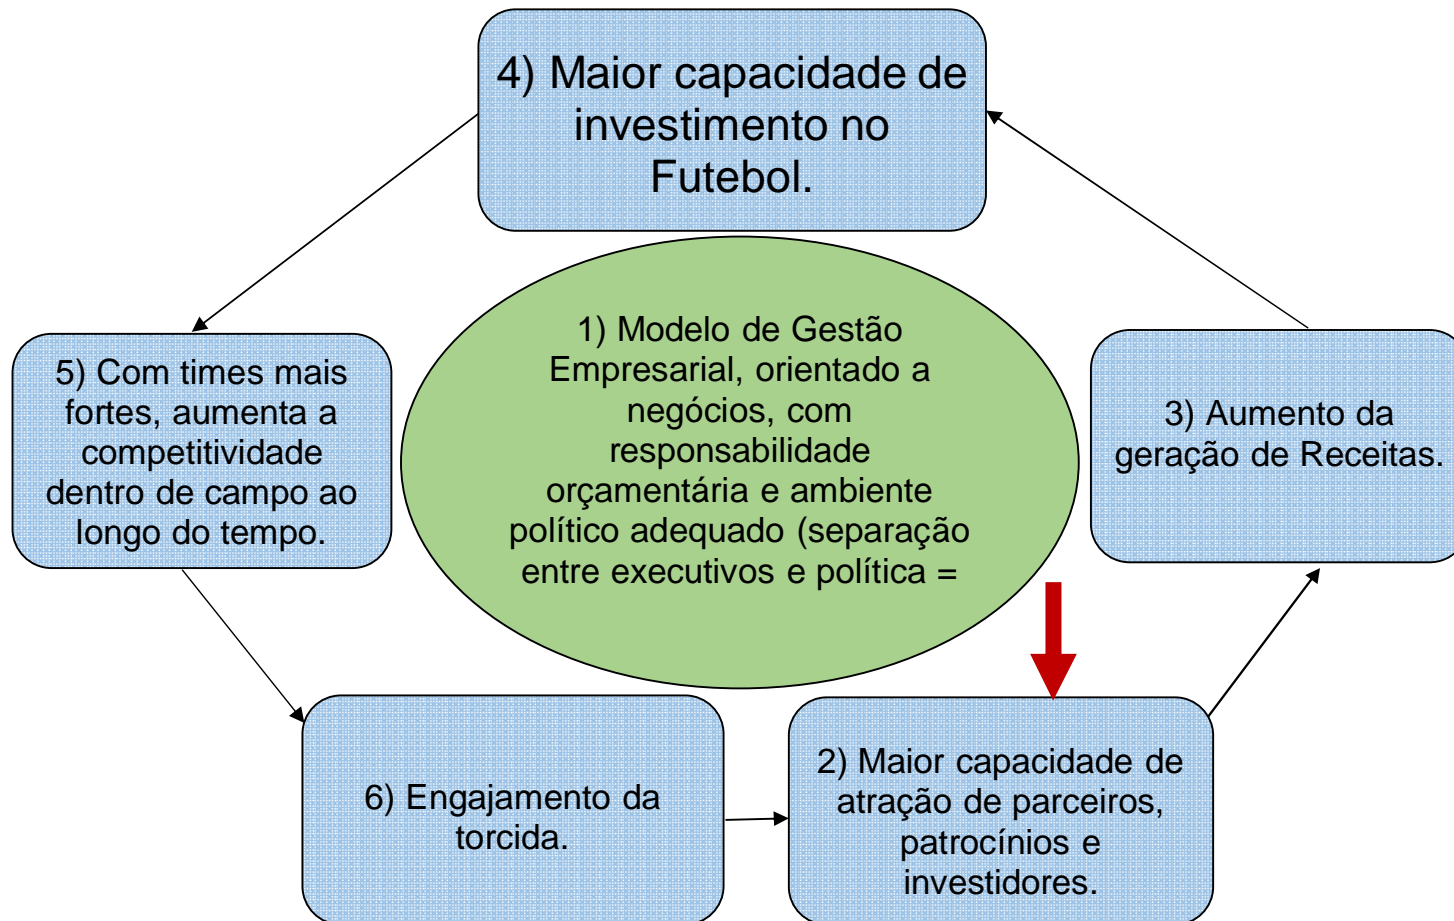 4) Maior capacidade de
investimento no
Futebol.
1) Modelo de Gestão
Empresarial, orientado a
negócios, com
responsabilidade
orçamentária e ambiente
político adequado (separação
entre executivos e política =
5) Com times mais
fortes, aumenta a
competitividade
dentro de campo ao
longo do tempo.
3) Aumento da
geração de Receitas.
6) Engajamento da
torcida.
2) Maior capacidade de
atração de parceiros,
patrocínios e
investidores.